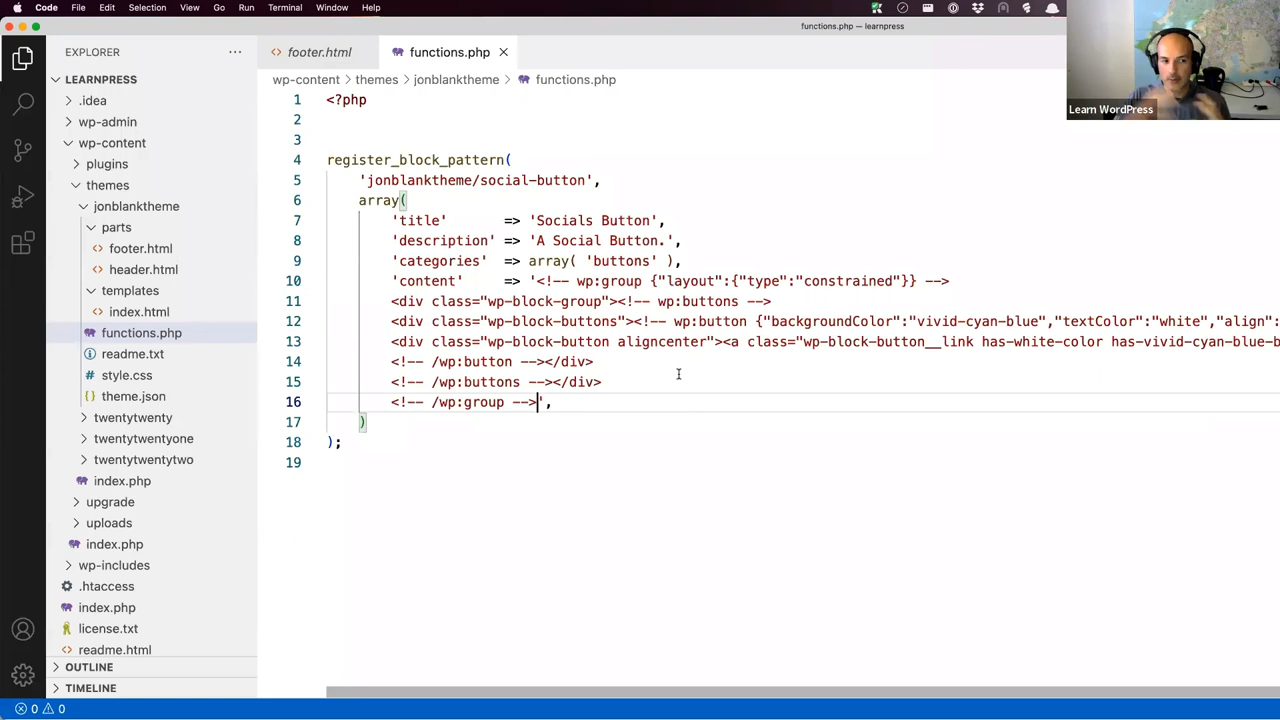 Code File Edit Selection View Go Run Terminal Window Help
functions.php — learnpress
EXPLORER
footer.html
functions.php
LEARNPRESS
wp-content > themes > jonblanktheme > functions.php
.idea
wp-admin
wp-content
plugins
themes
jonblanktheme
parts
footer.html
header.html
templates
index.html
functions.php
readme.txt
style.css
theme.json
twentytwenty
twentytwentyone
twentytwentytwo
index.php
upgrade
uploads
index.php
wp-includes
.htaccess
index.php
license.txt
readme.html
OUTLINE
TIMELINE
1 <?php
2
3
4 register_block_pattern(
5 'jonblanktheme/social-button',
6 array(
7 'title' => 'Socials Button',
8 'description' => 'A Social Button.',
9 'categories' => array( 'buttons' ),
10 'content' => '<!-- wp:group {"layout":{"type":"constrained"}} -->
11 <div class="wp-block-group"><!-- wp:buttons -->
12 <div class="wp-block-buttons"><!-- wp:button {"backgroundColor":"vivid-cyan-blue","textColor":"white","align":
13 <div class="wp-block-button aligncenter"><a class="wp-block-button__link has-white-color has-vivid-cyan-blue-b
14 <!-- /wp:button --></div>
15 <!-- /wp:buttons --></div>
16 <!-- /wp:group -->',
17 )
18 );
19
Learn WordPress
0 0